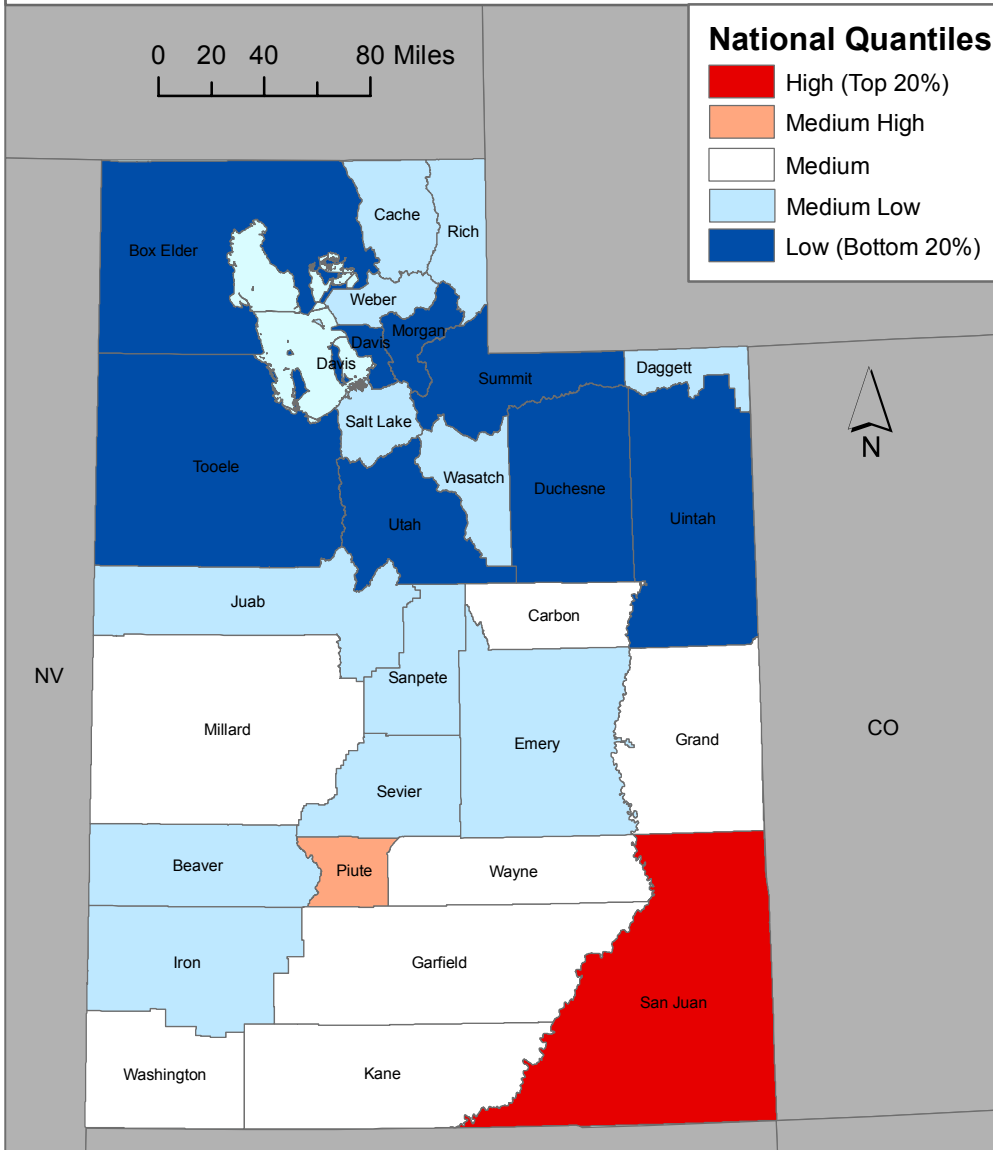 0 20 40 80 Miles
National Quantiles
High (Top 20%)
Medium High
Medium
Medium Low
Low (Bottom 20%)
Cache
Rich
Box Elder
Weber
Morgan
Davis
Davis
Daggett
Summit
Salt Lake
N
Tooele
Wasatch
Duchesne
Uintah
Utah
Juab
Carbon
NV
Sanpete
Millard
Emery
Grand
CO
Sevier
Beaver
Piute
Wayne
Iron
Garfield
San Juan
Washington
Kane